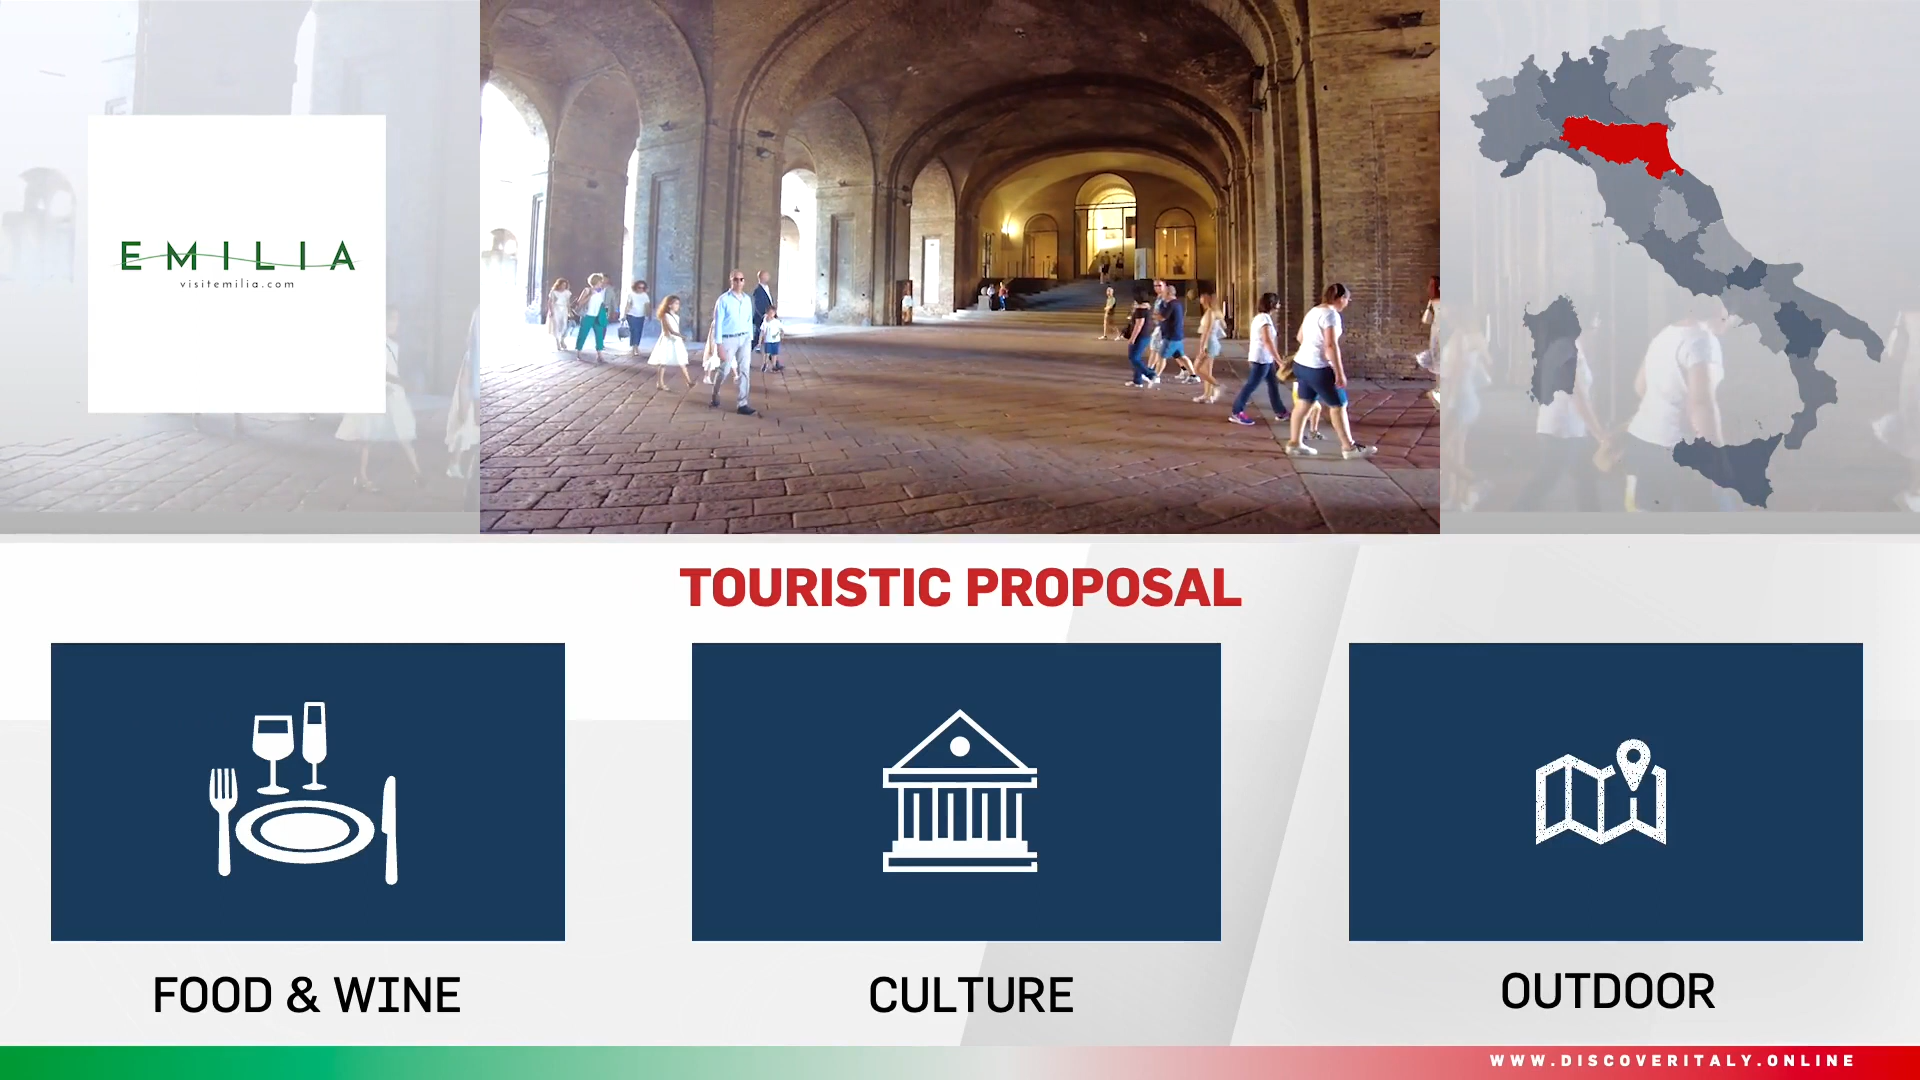 EMILIA
visitemilia.com
TOURISTIC PROPOSAL
FOOD & WINE
CULTURE
OUTDOOR
WWW.DISCOVERITALY.ONLINE